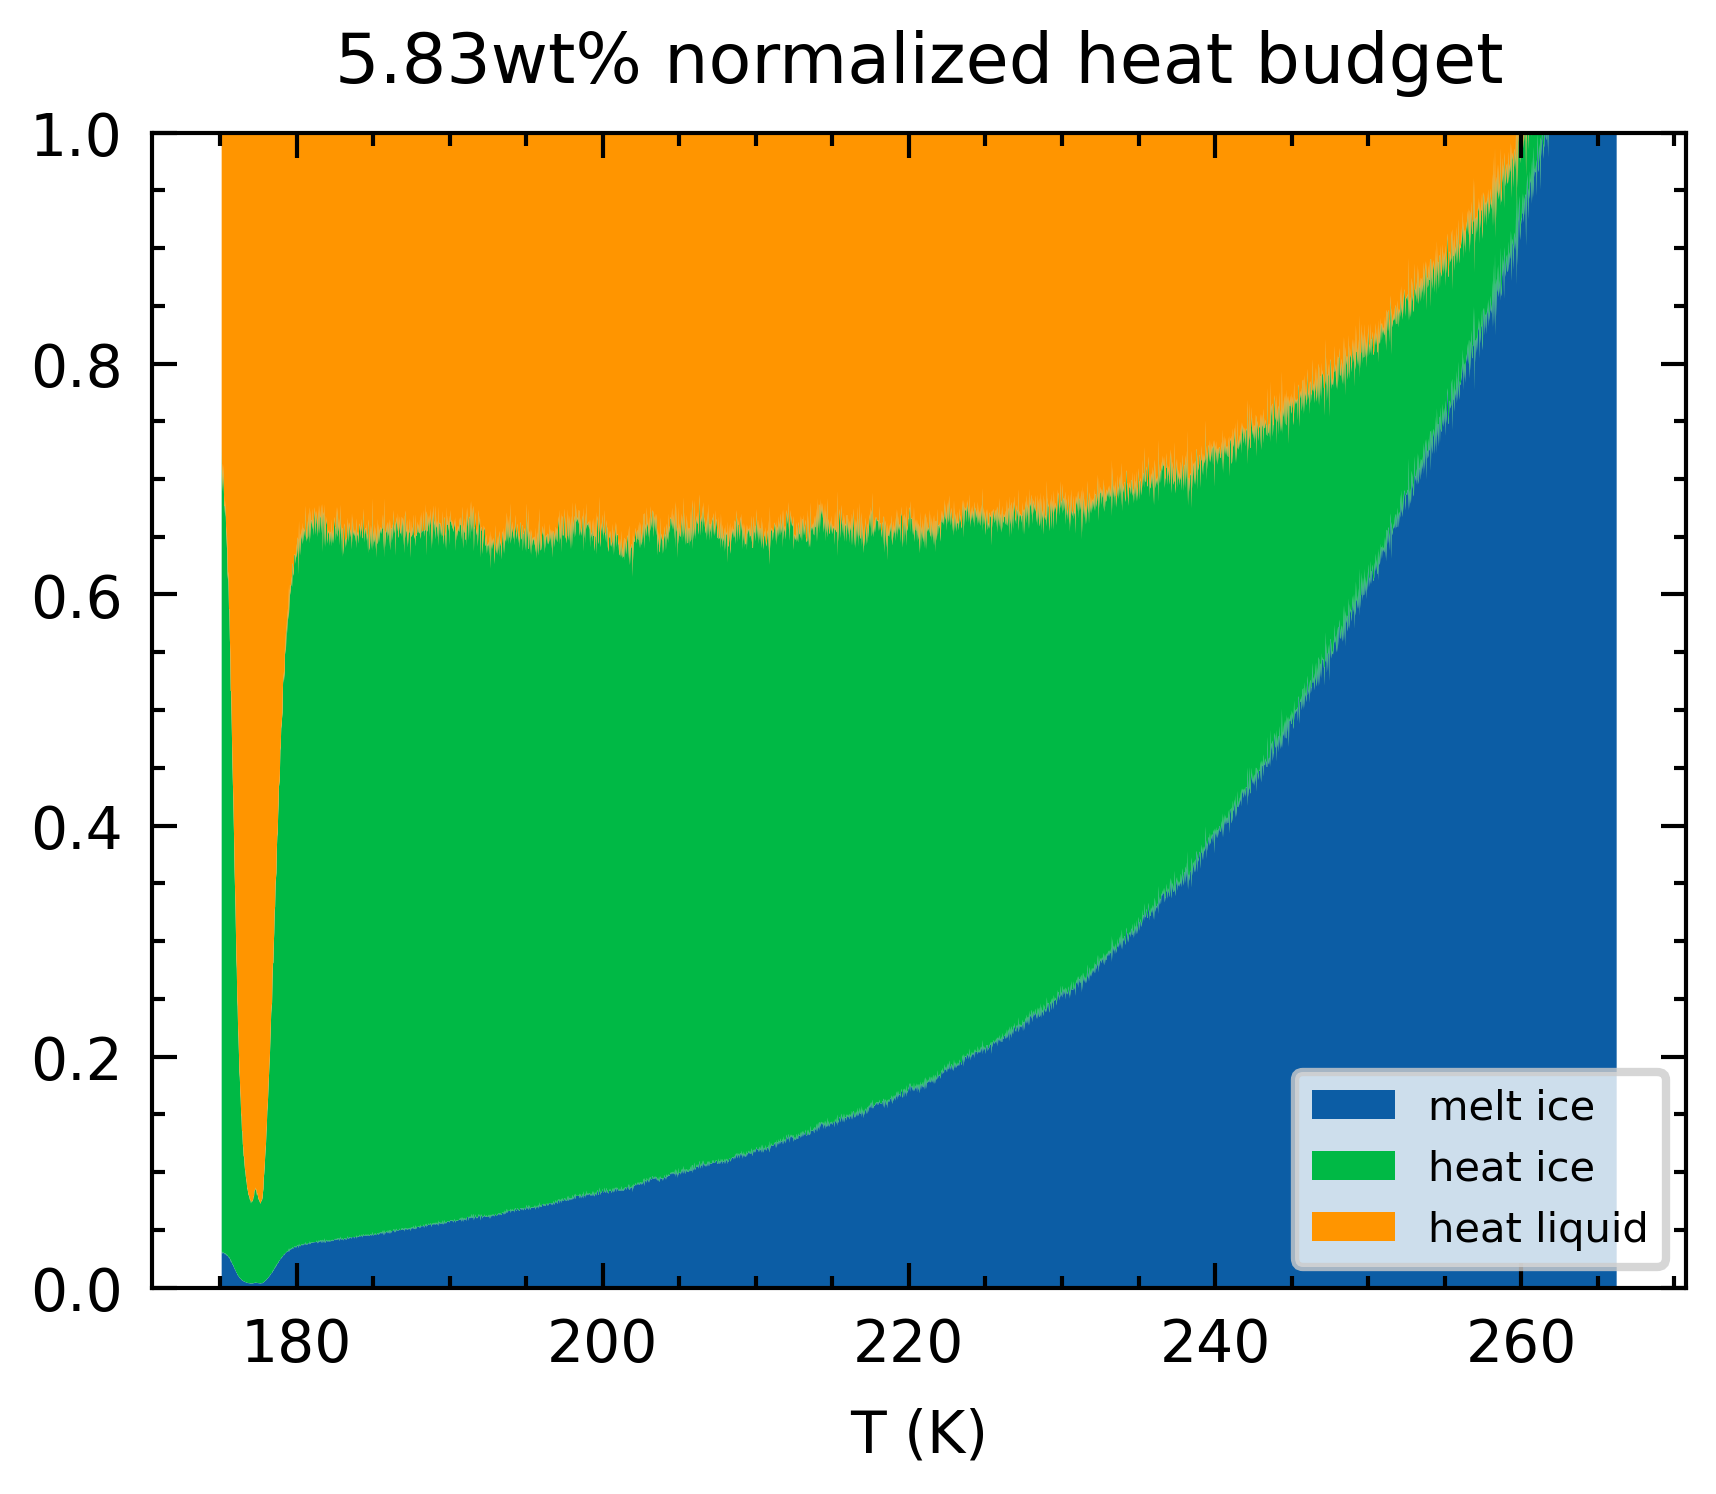 5.83wt% normalized heat budget
1.0
0.8
0.6
0.4
0.2
0.0
melt ice
heat ice
heat liquid
180 200 220 240 260
T (K)